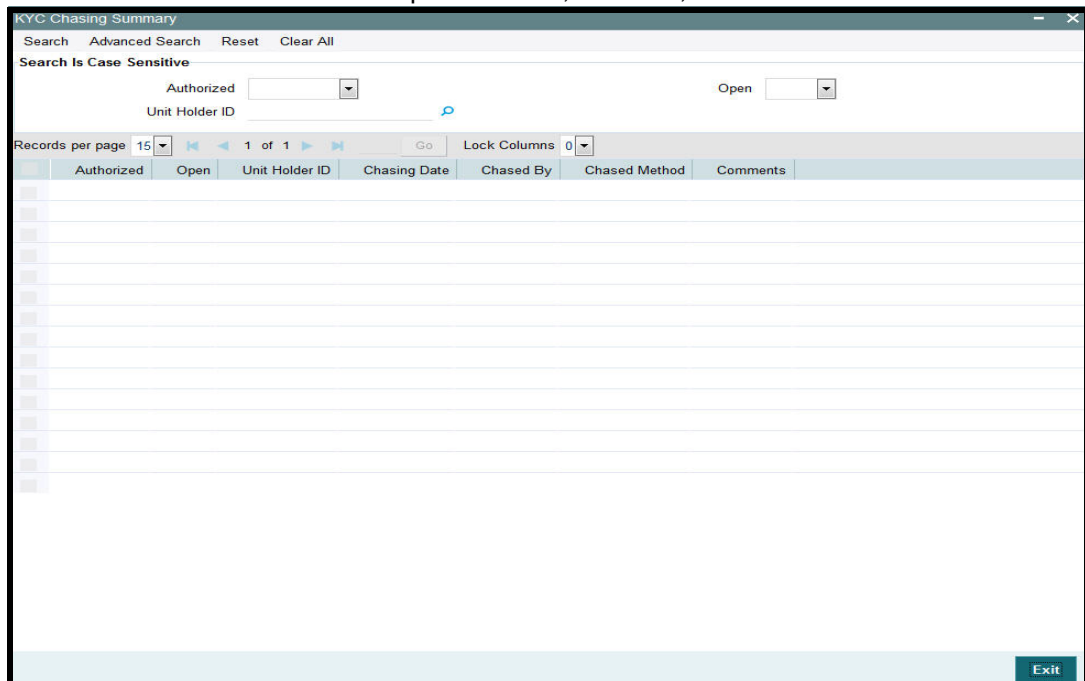 KYC Chasing Summary
Search Advanced Search Reset Clear All
Search Is Case Sensitive
Authorized Open
Unit Holder ID
Records per page 15 1 of 1 Go Lock Columns 0
Authorized Open Unit Holder ID Chasing Date Chased By Chased Method Comments
Exit